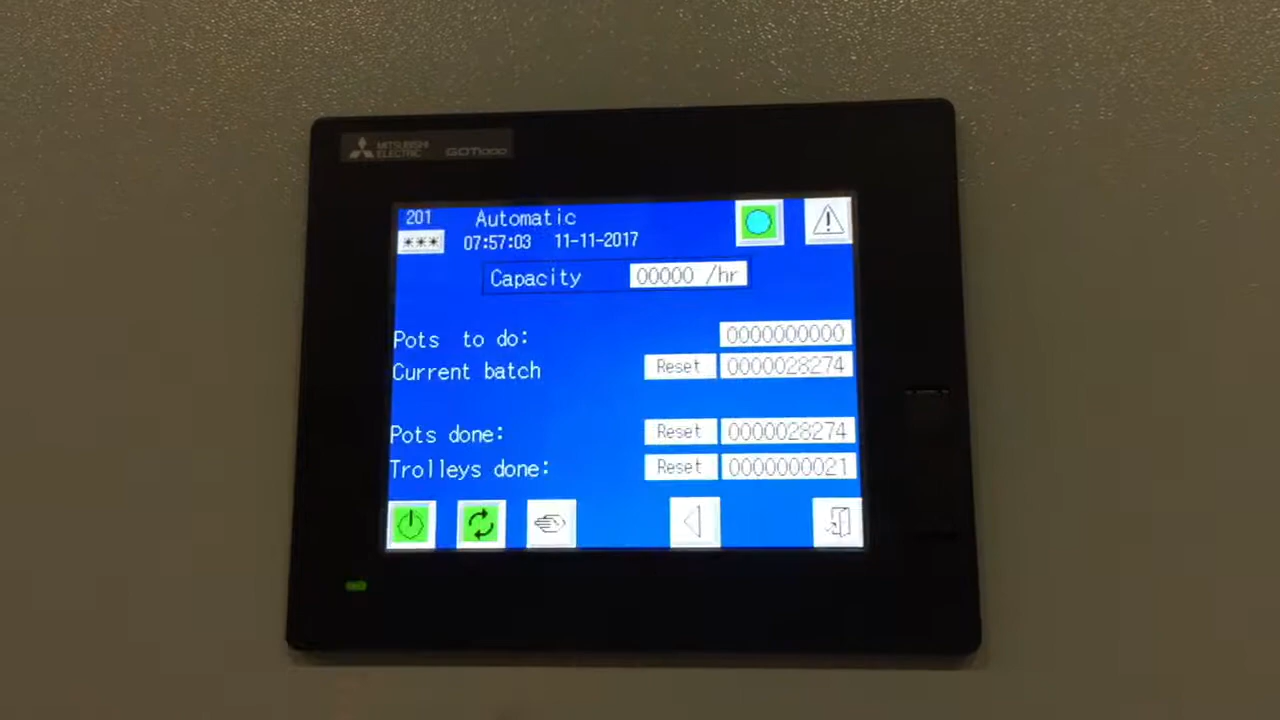 MITSUBISHI
ELECTRIC
GOT1000
201 Automatic
*** 07:57:03 11-11-2017
Capacity 00000 /hr
Pots to do: 0000000000
Current batch Reset 0000028274
Pots done: Reset 0000028274
Trolleys done: Reset 0000000021